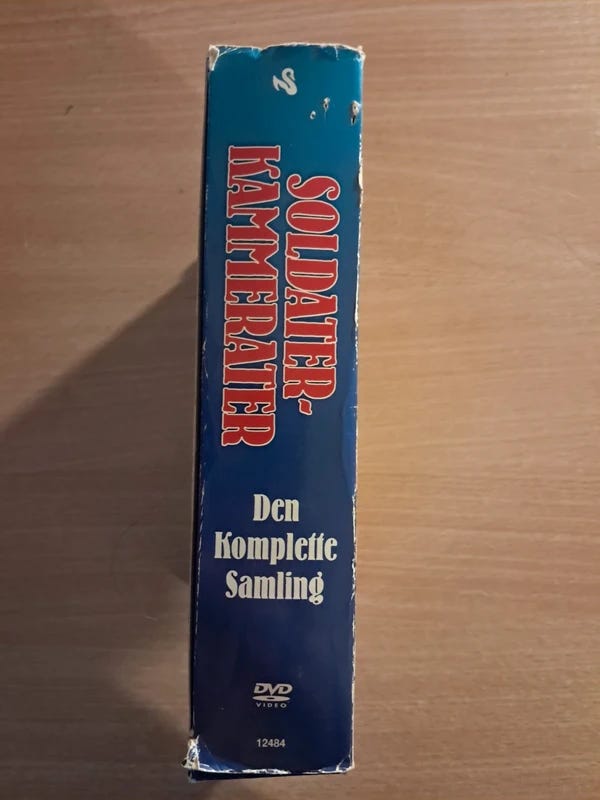 SOLDATER-
KAMMERATER
Den
Komplette
Samling
DVD
VIDEO
12484